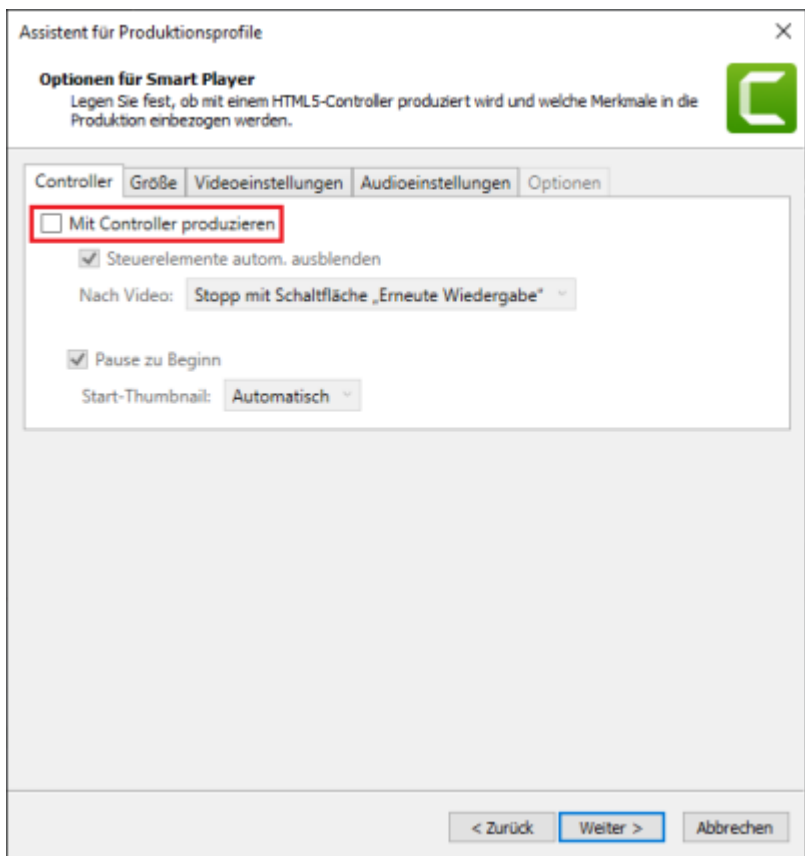 Assistent für Produktionsprofile
Optionen für Smart Player
Legen Sie fest, ob mit einem HTML5-Controller produziert wird und welche Merkmale in die
Produktion einbezogen werden.
Controller Größe Videoeinstellungen Audioeinstellungen Optionen
Mit Controller produzieren
Steuerelemente autom. ausblenden
Nach Video: Stopp mit Schaltfläche „Erneute Wiedergabe“
Pause zu Beginn
Start-Thumbnail: Automatisch
< Zurück Weiter > Abbrechen